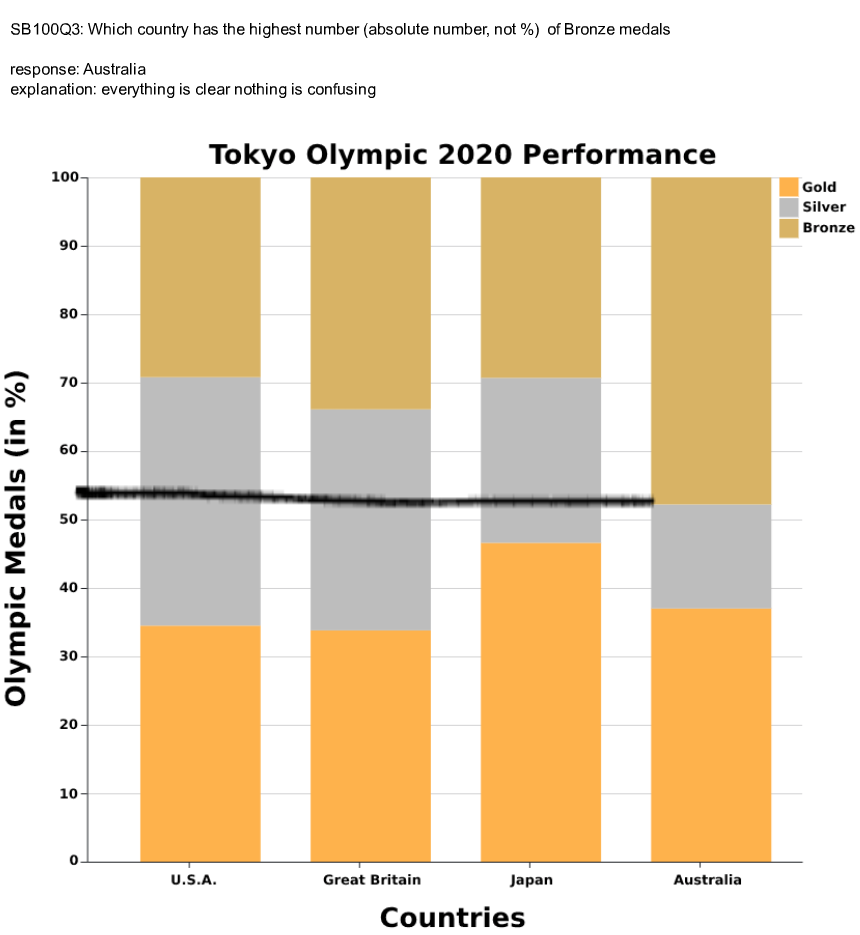 SB100Q3: Which country has the highest number (absolute number, not %)  of Bronze medals
response: Australia
explanation: everything is clear nothing is confusing
Tokyo Olympic 2020 Performance
Gold
Silver
Bronze
Olympic Medals (in %)
100
90
80
70
60
50
40
30
20
10
0
U.S.A.
Great Britain
Japan
Australia
Countries